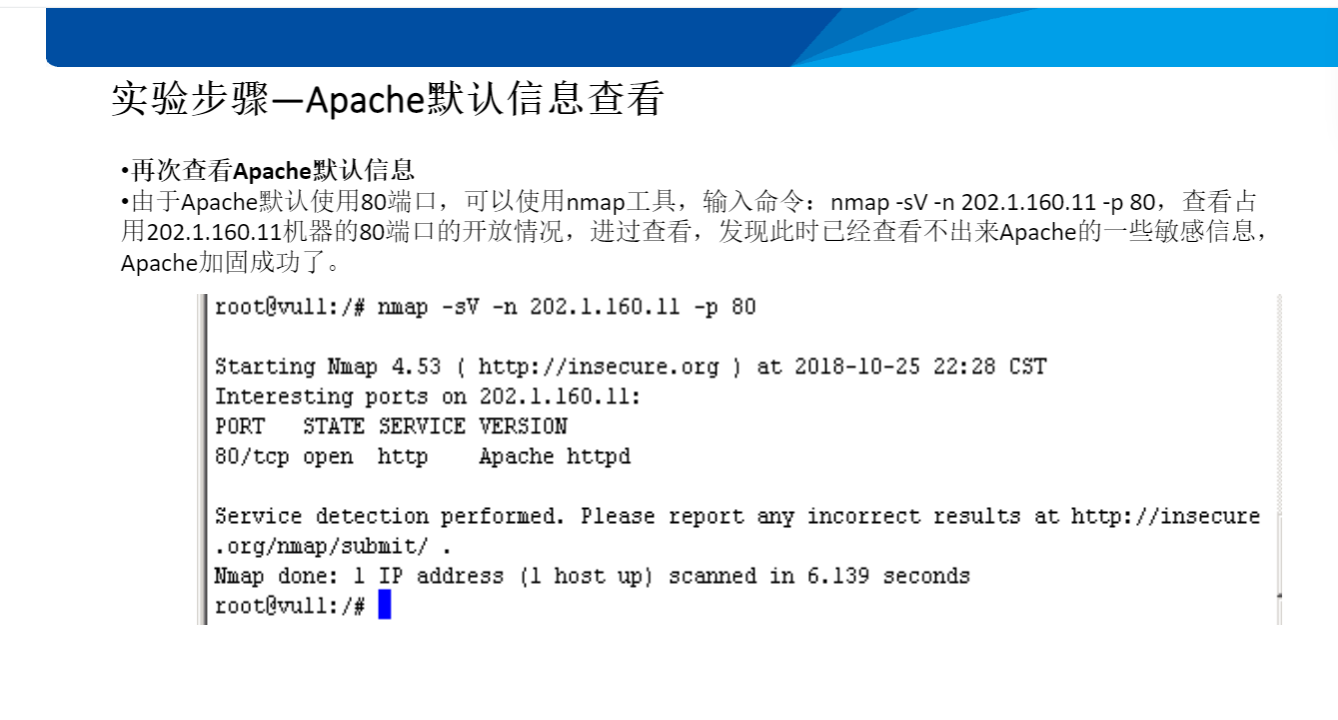 实验步骤—Apache默认信息查看
•再次查看Apache默认信息
•由于Apache默认使用80端口，可以使用nmap工具，输入命令：nmap -sV -n 202.1.160.11 -p 80，查看占
用202.1.160.11机器的80端口的开放情况，进过查看，发现此时已经查看不出来Apache的一些敏感信息，
Apache加固成功了。
root@vull:/# nmap -sV -n 202.1.160.11 -p 80
Starting Nmap 4.53 ( http://insecure.org ) at 2018-10-25 22:28 CST
Interesting ports on 202.1.160.11:
PORT   STATE SERVICE VERSION
80/tcp open  http    Apache httpd
Service detection performed. Please report any incorrect results at http://insecure
.org/nmap/submit/ .
Nmap done: 1 IP address (1 host up) scanned in 6.139 seconds
root@vull:/#